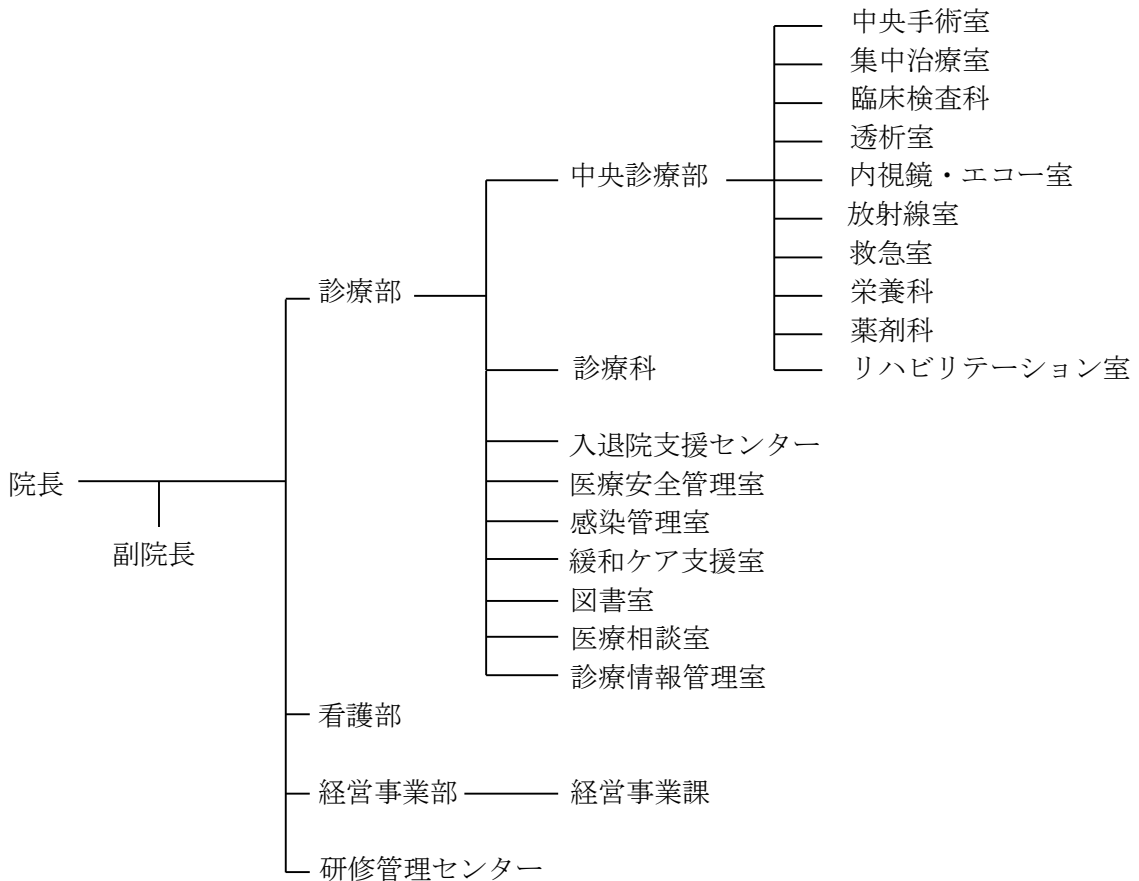 中央手術室
集中治療室
臨床検査科
透析室
中央診療部
内視鏡・エコー室
放射線室
救急室
診療部
栄養科
薬剤科
診療科
リハビリテーション室
入退院支援センター
院長
医療安全管理室
感染管理室
副院長
緩和ケア支援室
図書室
医療相談室
診療情報管理室
看護部
経営事業部
経営事業課
研修管理センター